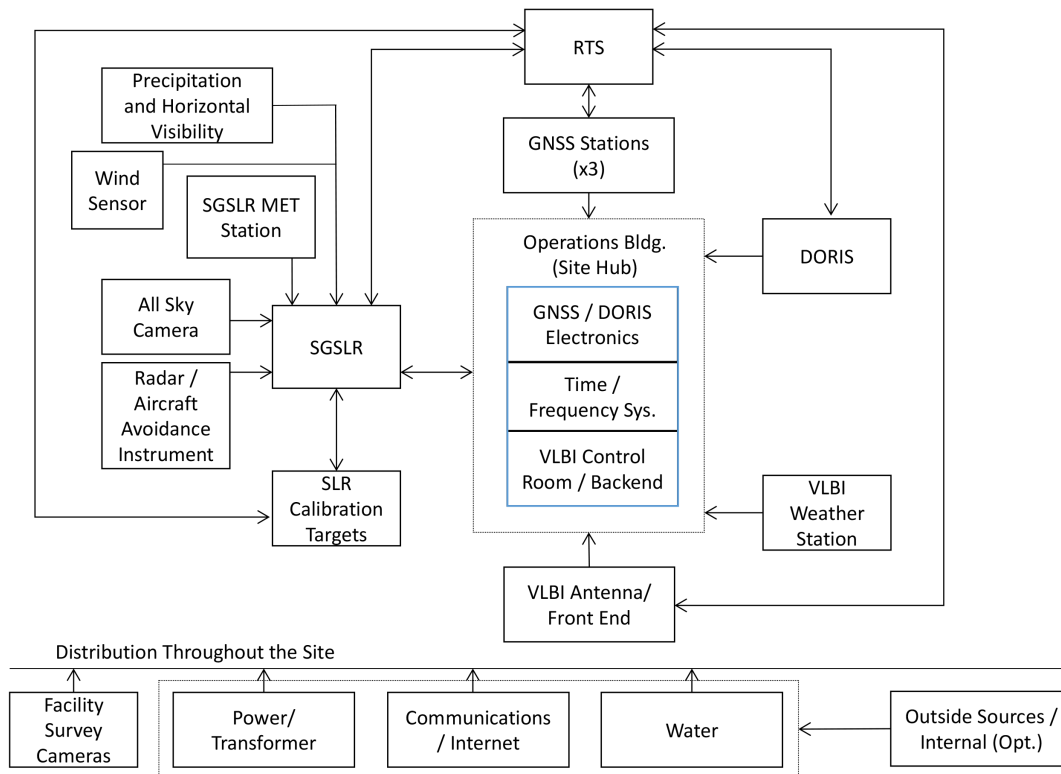 RTS
Precipitation
and Horizontal
Visibility
GNSS Stations
(x3)
Wind
Sensor
SGSLR MET
Station
Operations Bldg.
(Site Hub)
DORIS
All Sky
Camera
GNSS / DORIS
Electronics
SGSLR
Radar /
Aircraft
Avoidance
Instrument
Time /
Frequency Sys.
VLBI Control
Room / Backend
SLR
Calibration
Targets
VLBI
Weather
Station
VLBI Antenna/
Front End
Distribution Throughout the Site
Facility
Survey
Cameras
Power/
Transformer
Communications
/ Internet
Water
Outside Sources /
Internal (Opt.)